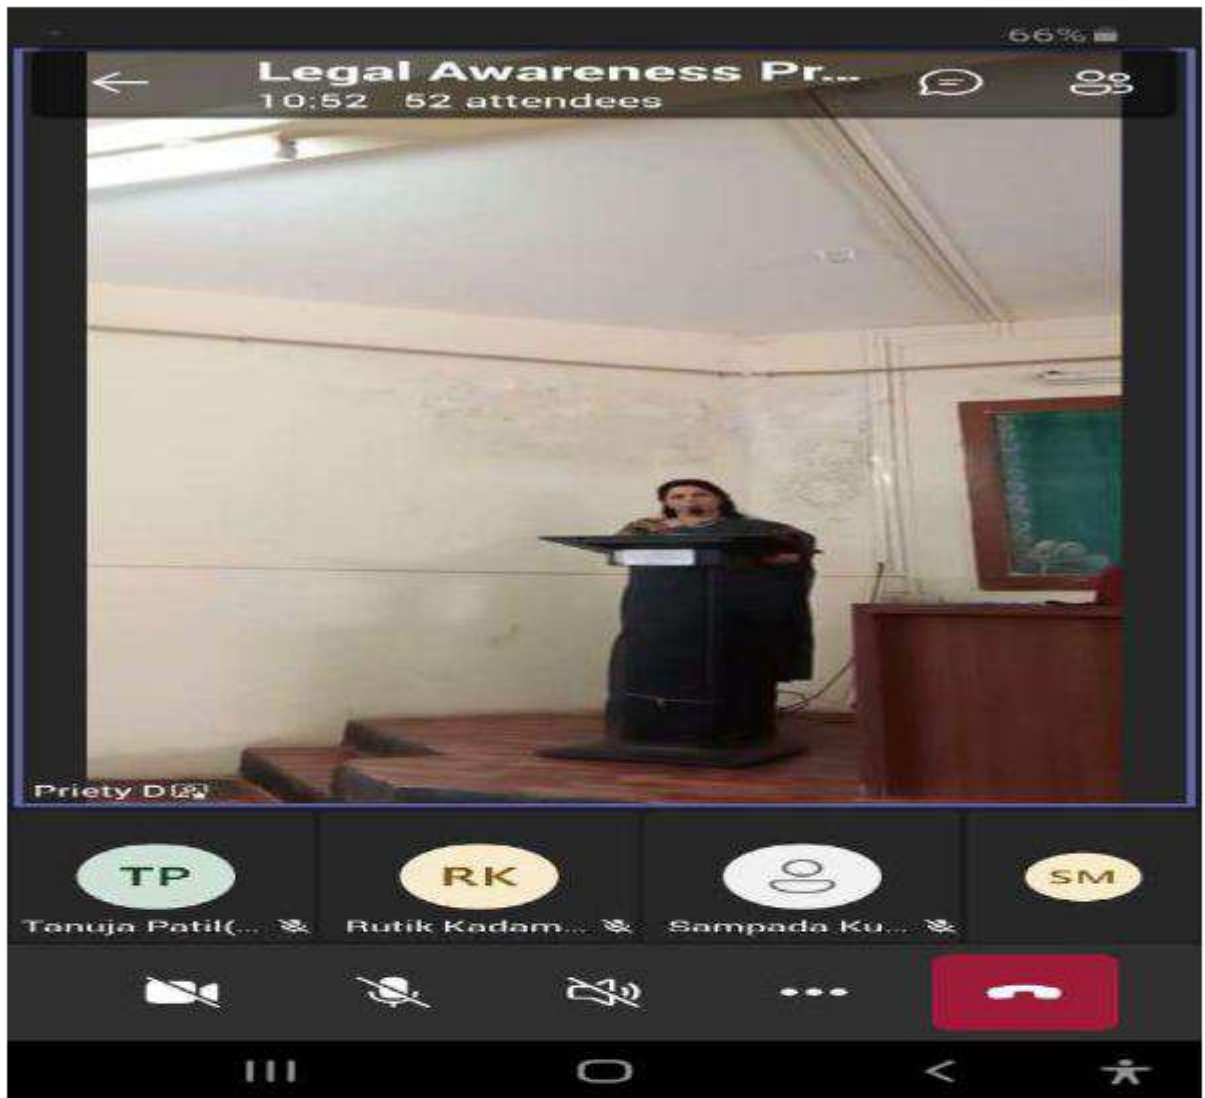 66%
Legal Awareness Pr...
10:52 52 attendees
Priety D
TP
RK
SM
Tanuja Patil(...
Rutik Kadam...
Sampada Ku...